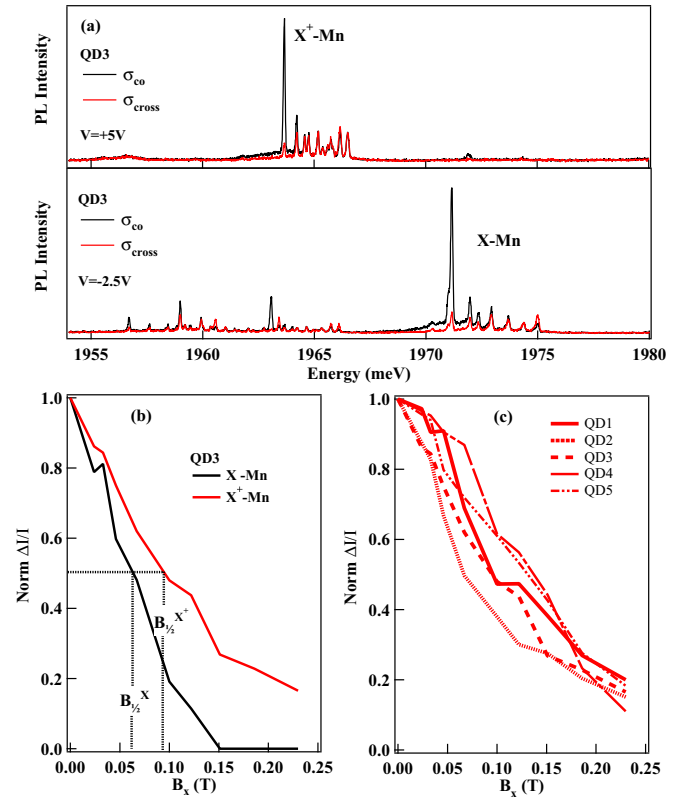 (a)
X⁺-Mn
QD3
σco
σcross
V=+5V
PL Intensity
QD3
σco
σcross
V=-2.5V
X-Mn
PL Intensity
1955 1960 1965 1970 1975 1980
Energy (meV)
(b)
QD3
X -Mn
X⁺-Mn
B½X⁺
B½X
1.0
0.8
0.6
0.4
0.2
0.0
Norm ΔI/I
0.00 0.05 0.10 0.15 0.20 0.25
Bx (T)
(c)
QD1
QD2
QD3
QD4
QD5
1.0
0.8
0.6
0.4
0.2
0.0
Norm ΔI/I
0.00 0.05 0.10 0.15 0.20 0.25
Bx (T)